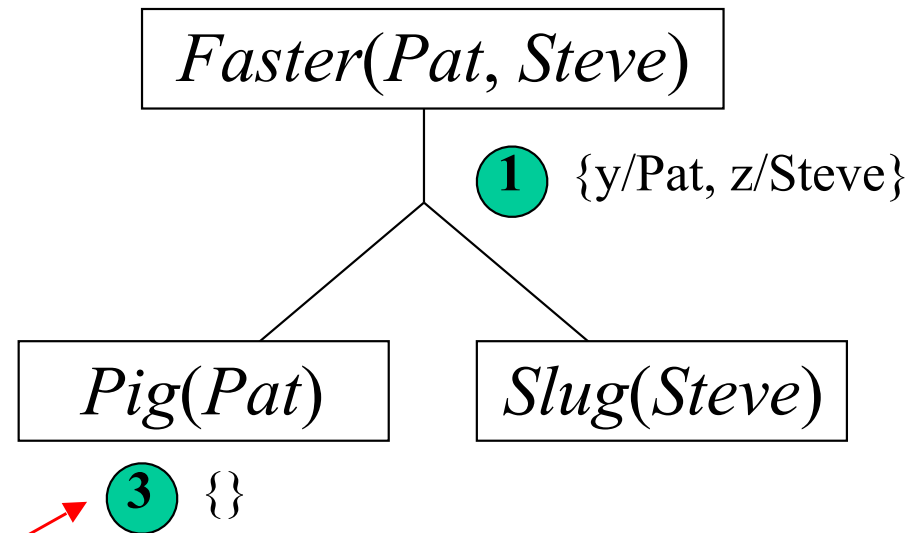 Faster(Pat, Steve)
1 {y/Pat, z/Steve}
Pig(Pat) Slug(Steve)
3 {}